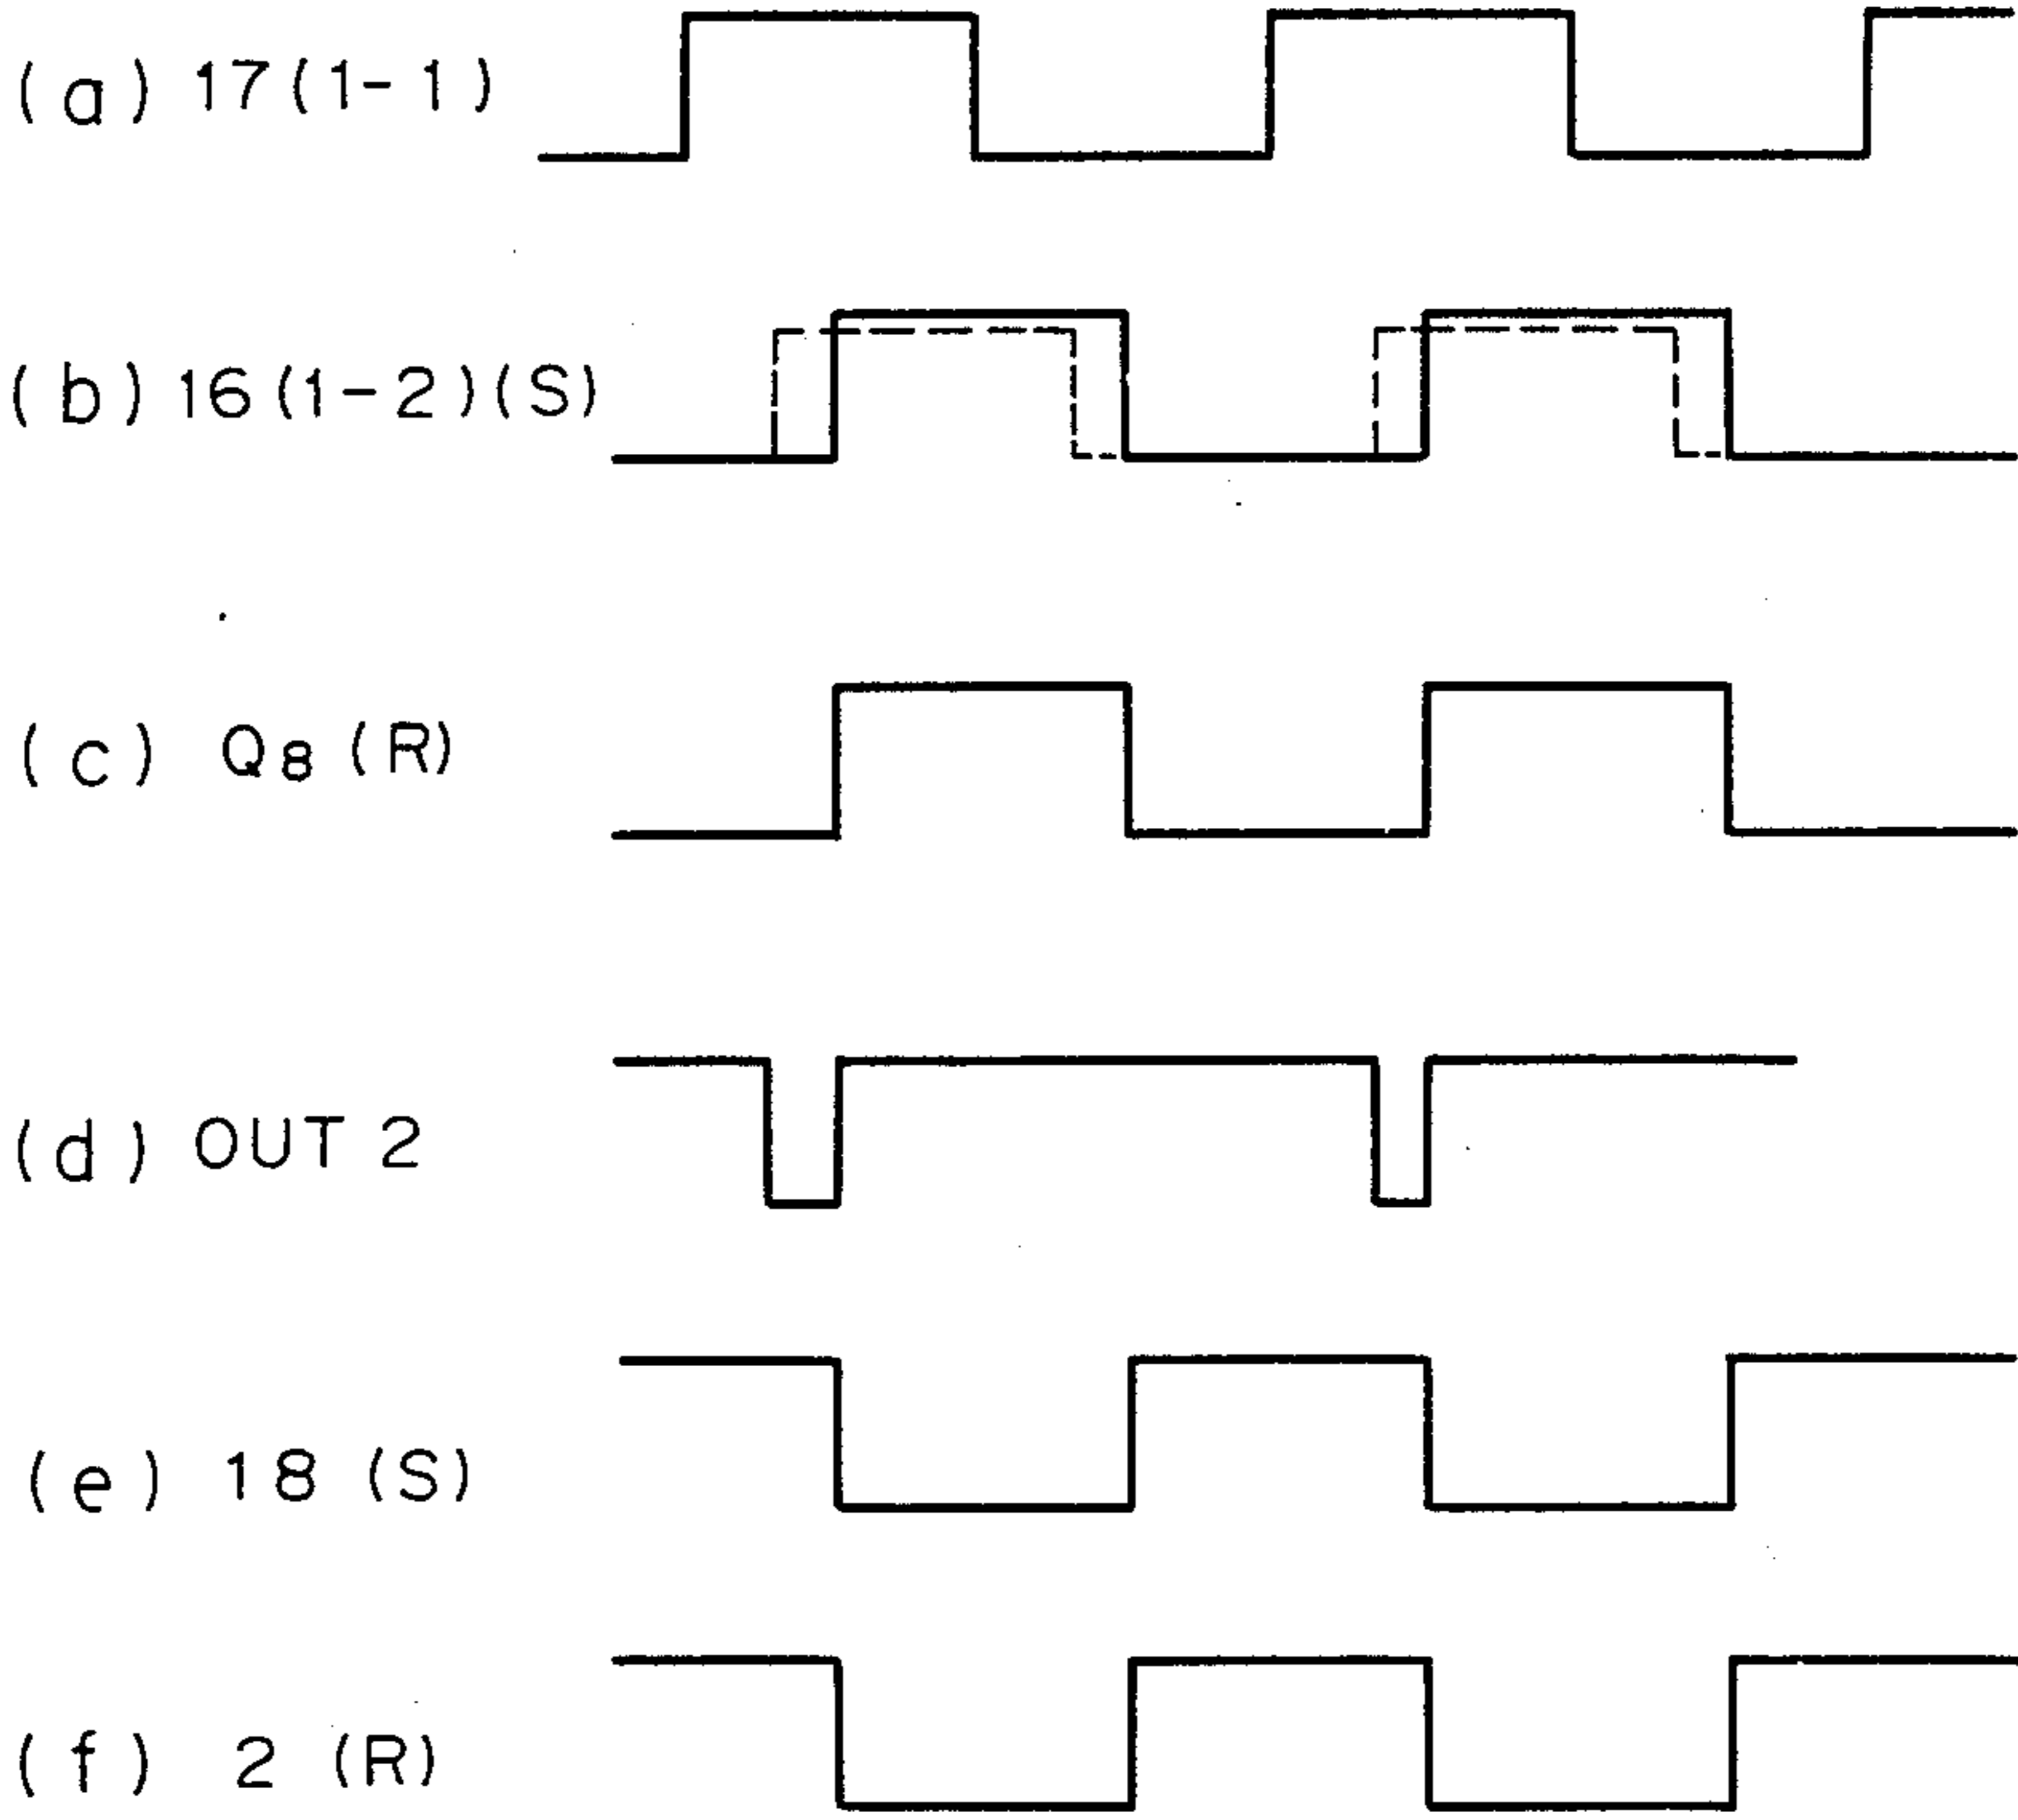 (a) 17(1-1)
(b) 16(1-2)(S)
(c) Q8(R)
(d) OUT 2
(e) 18 (S)
(f) 2 (R)